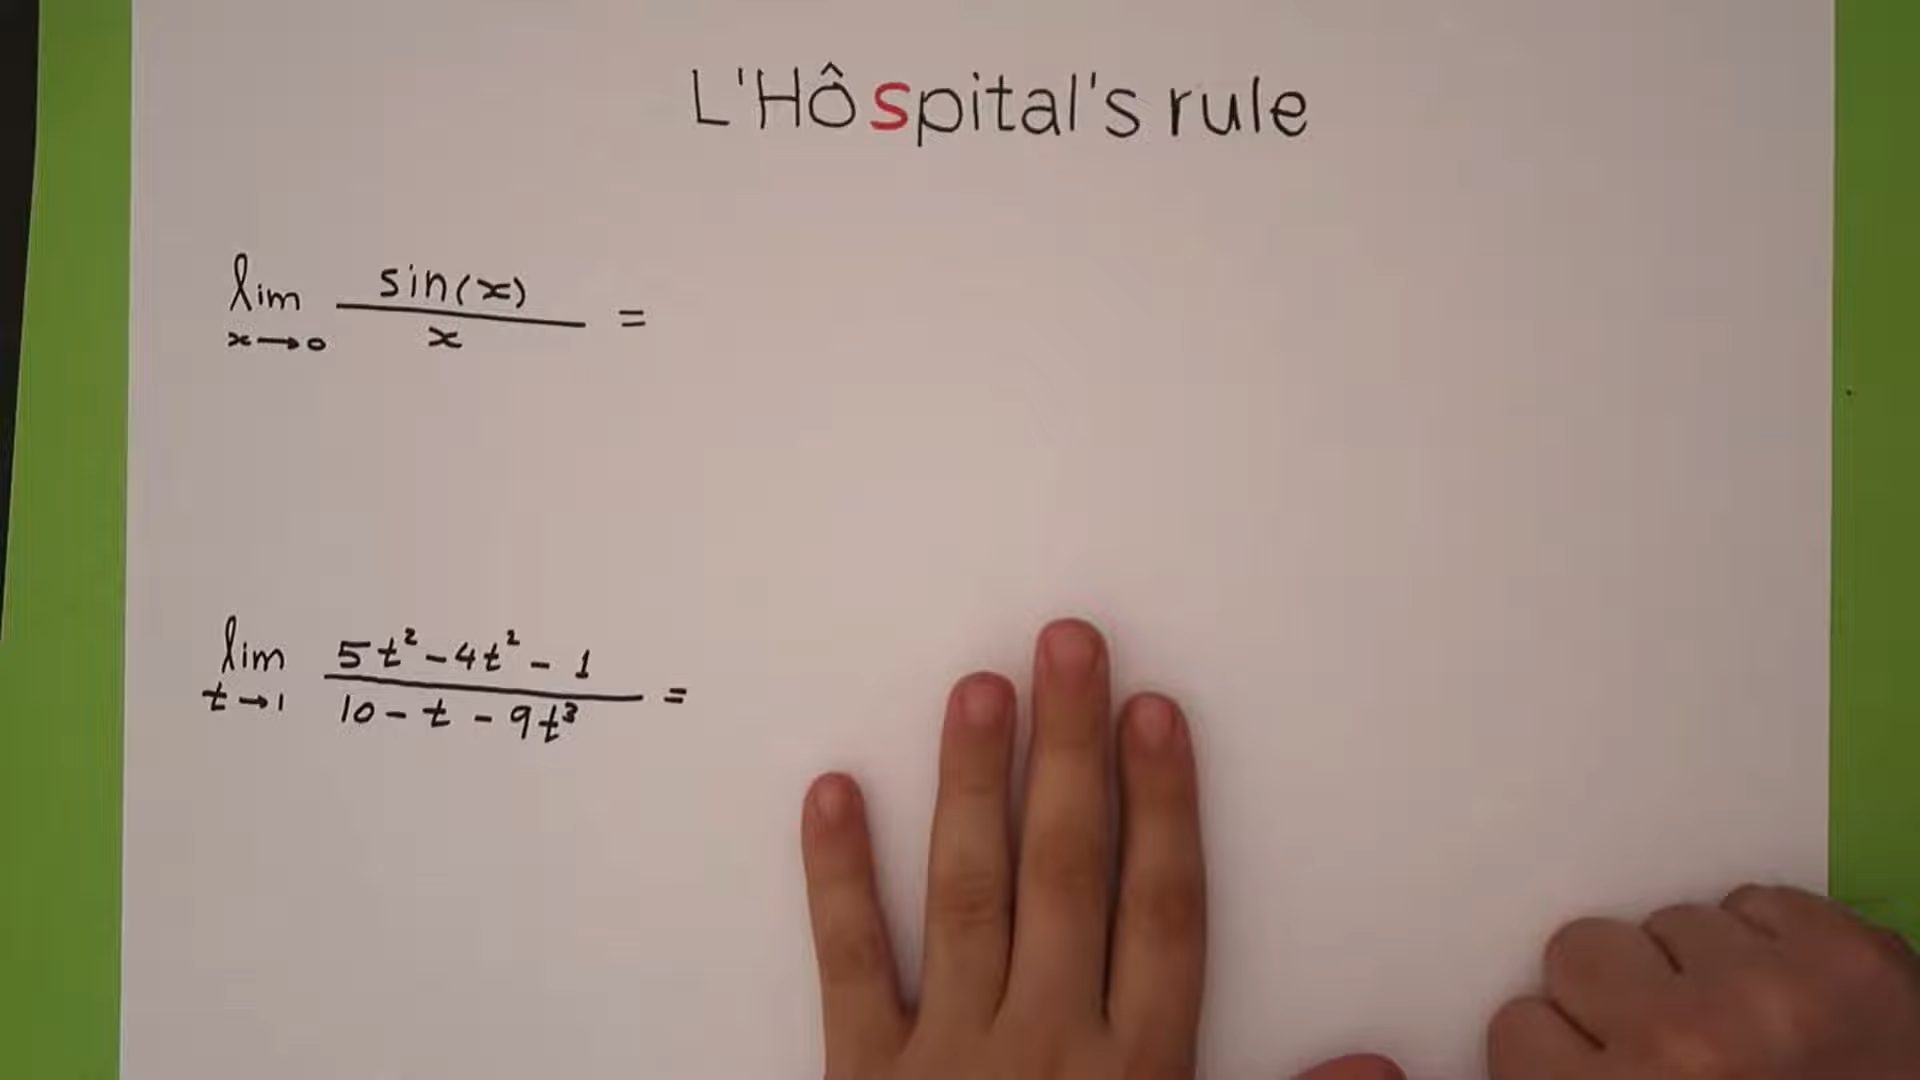 L'Hôspital's rule
lim x→0 sin(x)/x =
lim t→1 (5t²-4t²-1)/(10-t-9t³) =